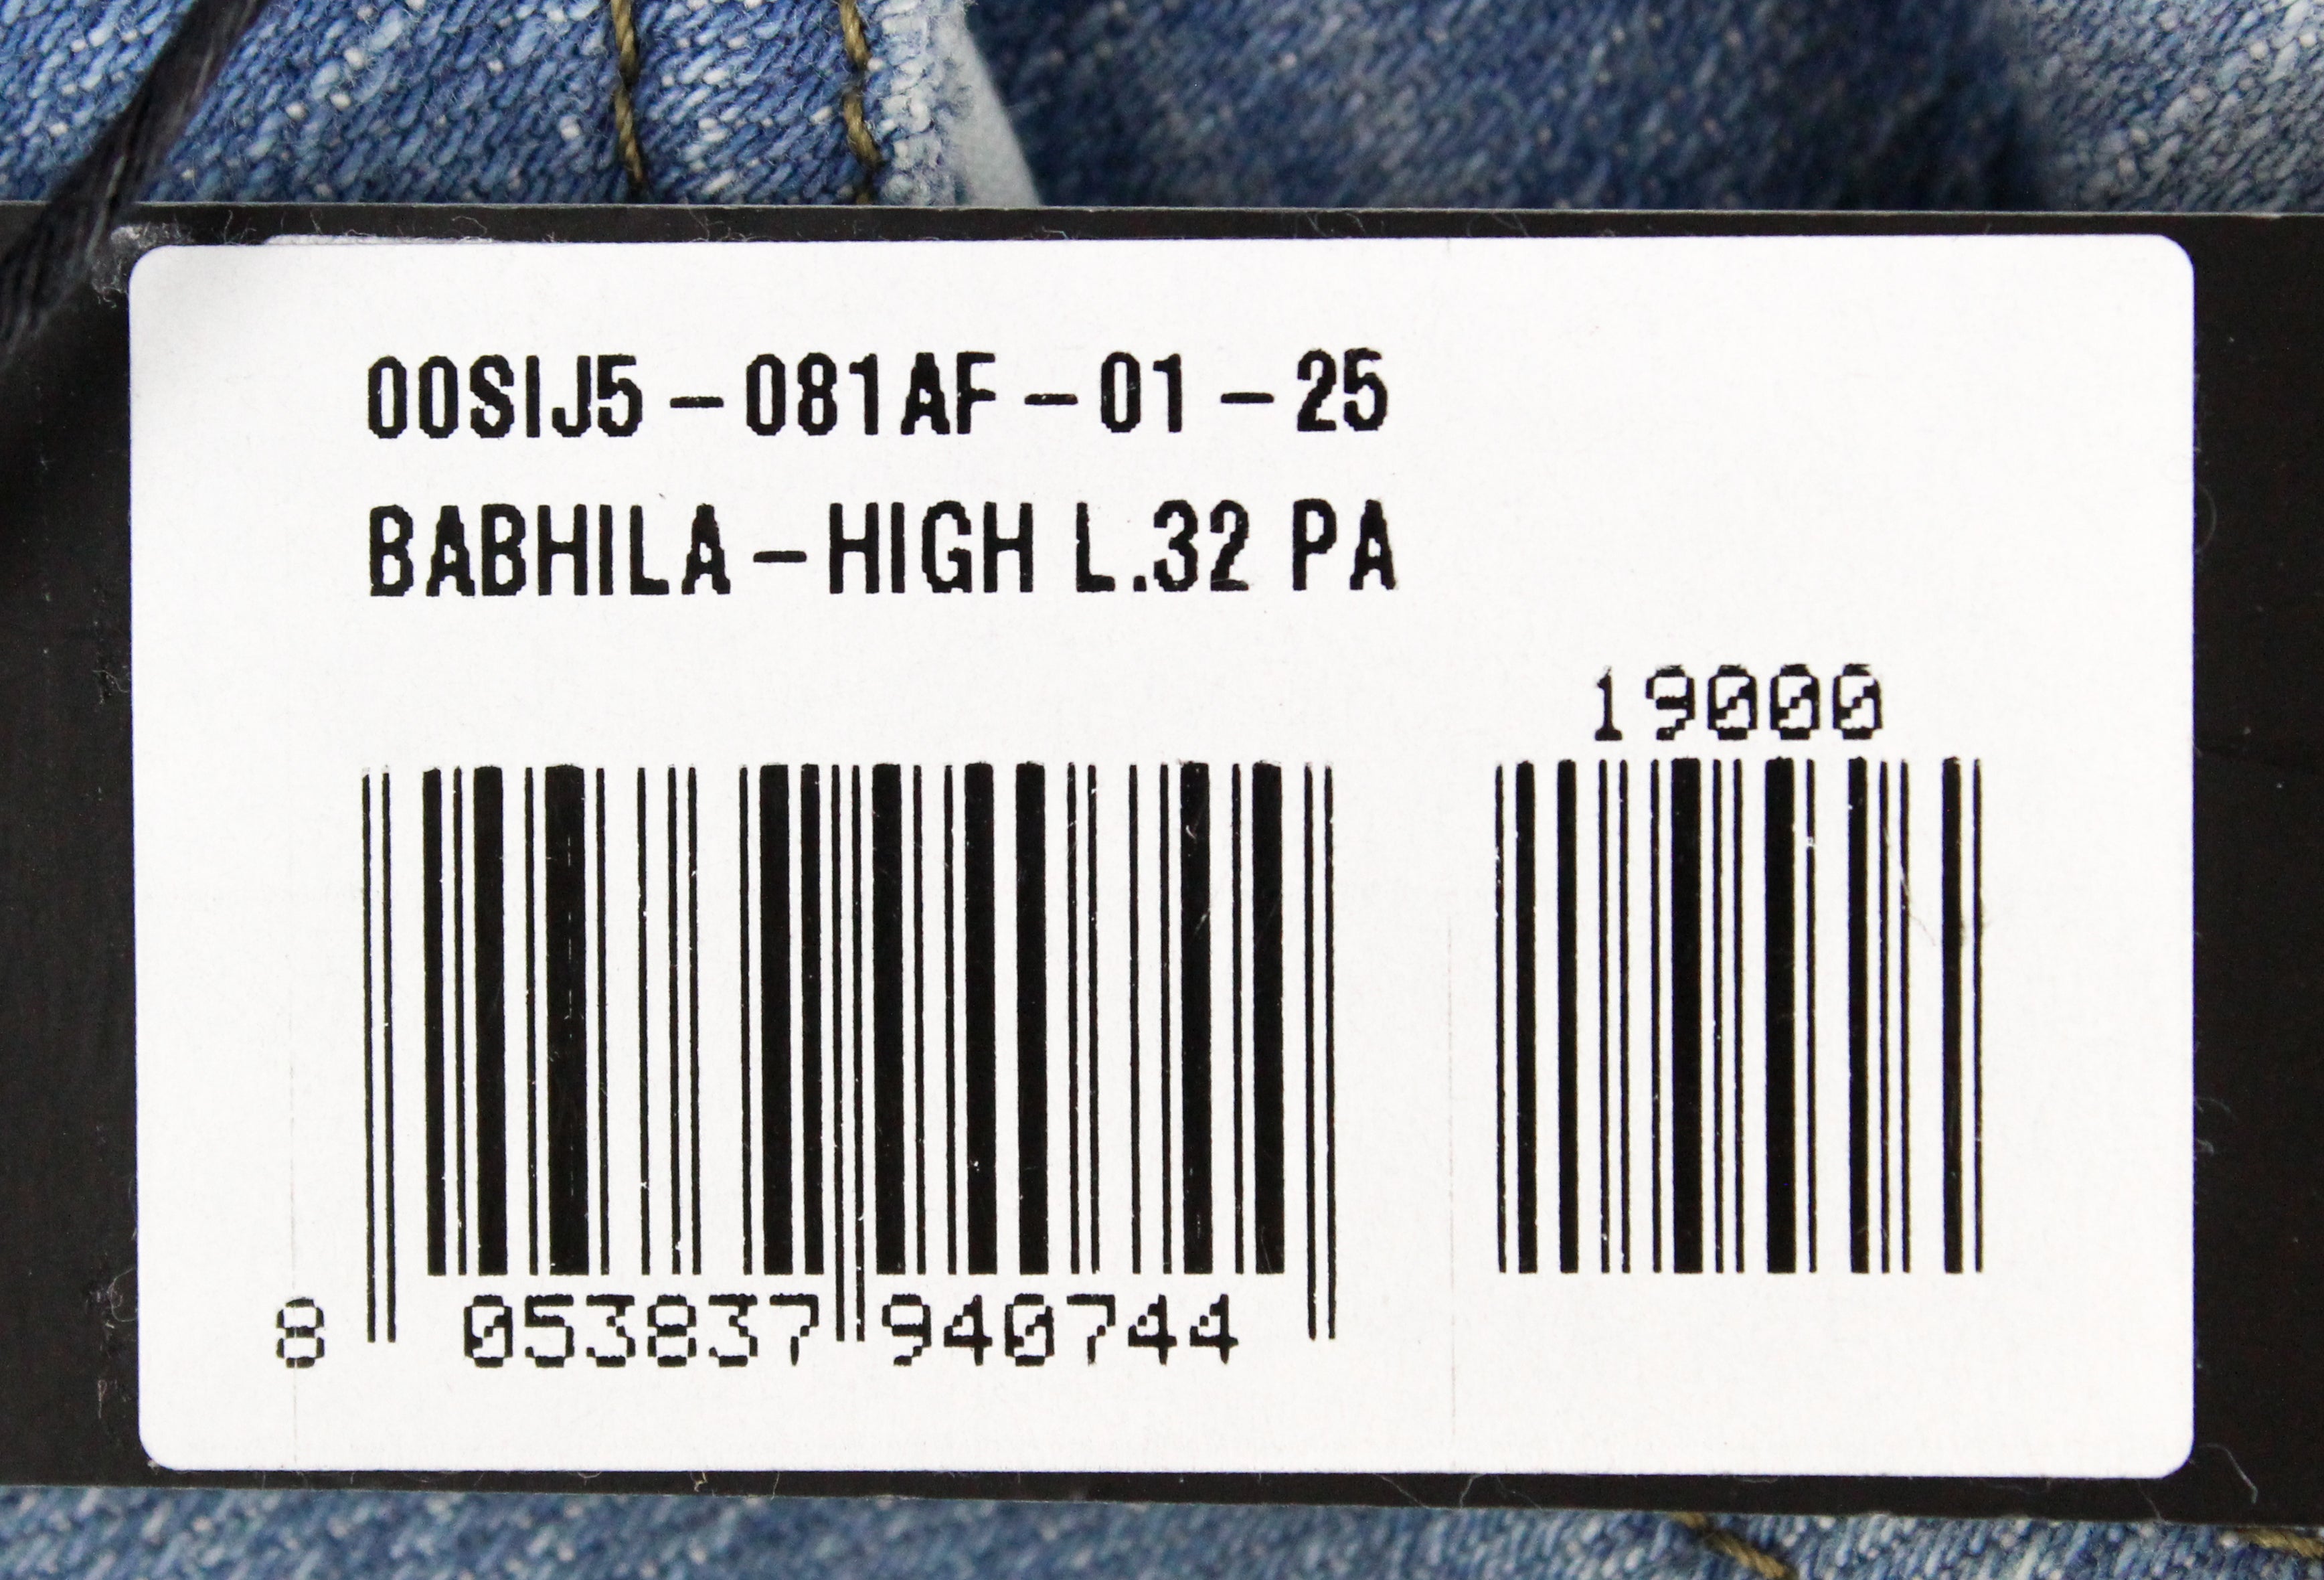 00SIJ5-081AF-01-25
BABHILA-HIGH L.32 PA
19000
8 053837 940744